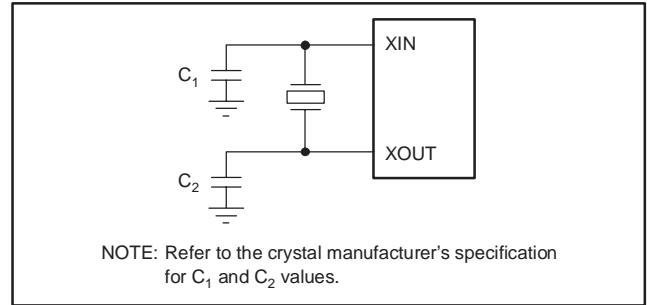 XIN
C1
XOUT
C2
NOTE: Refer to the crystal manufacturer's specification
for C1 and C2 values.